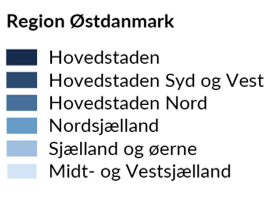 Region Østdanmark
Hovedstaden
Hovedstaden Syd og Vest
Hovedstaden Nord
Nordsjælland
Sjælland og øerne
Midt- og Vestsjælland